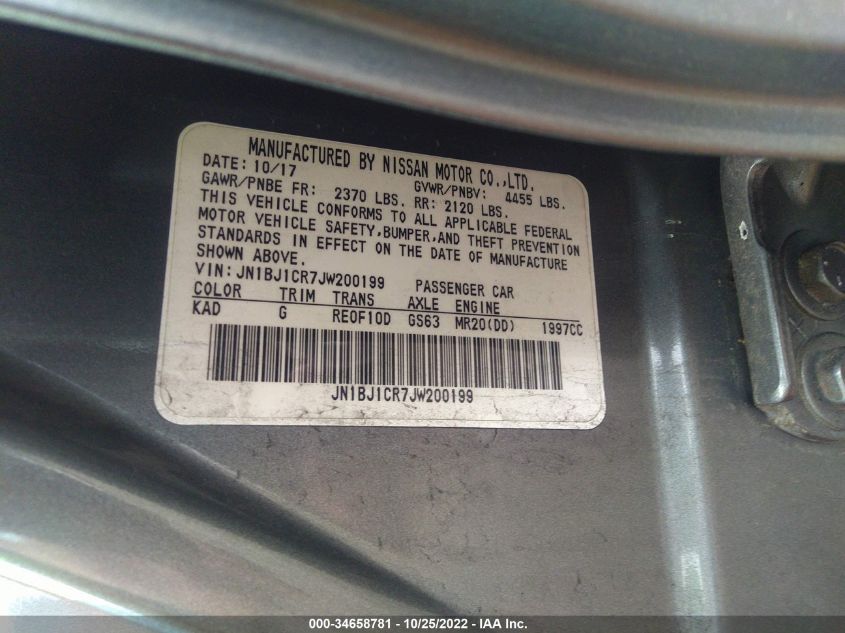 MANUFACTURED BY NISSAN MOTOR CO.,LTD.
DATE: 10/17 GVWR/PNBV: 4455 LBS.
GAWR/PNBE FR: 2370 LBS. RR: 2120 LBS.
THIS VEHICLE CONFORMS TO ALL APPLICABLE FEDERAL
MOTOR VEHICLE SAFETY,BUMPER,AND THEFT PREVENTION
STANDARDS IN EFFECT ON THE DATE OF MANUFACTURE
SHOWN ABOVE.
VIN: JN1BJ1CR7JW200199 PASSENGER CAR
COLOR TRIM TRANS AXLE ENGINE
KAD G RE0F10D GS63 MR20(DD) 1997CC
JN1BJ1CR7JW200199
000-34658781 - 10/25/2022 - IAA Inc.